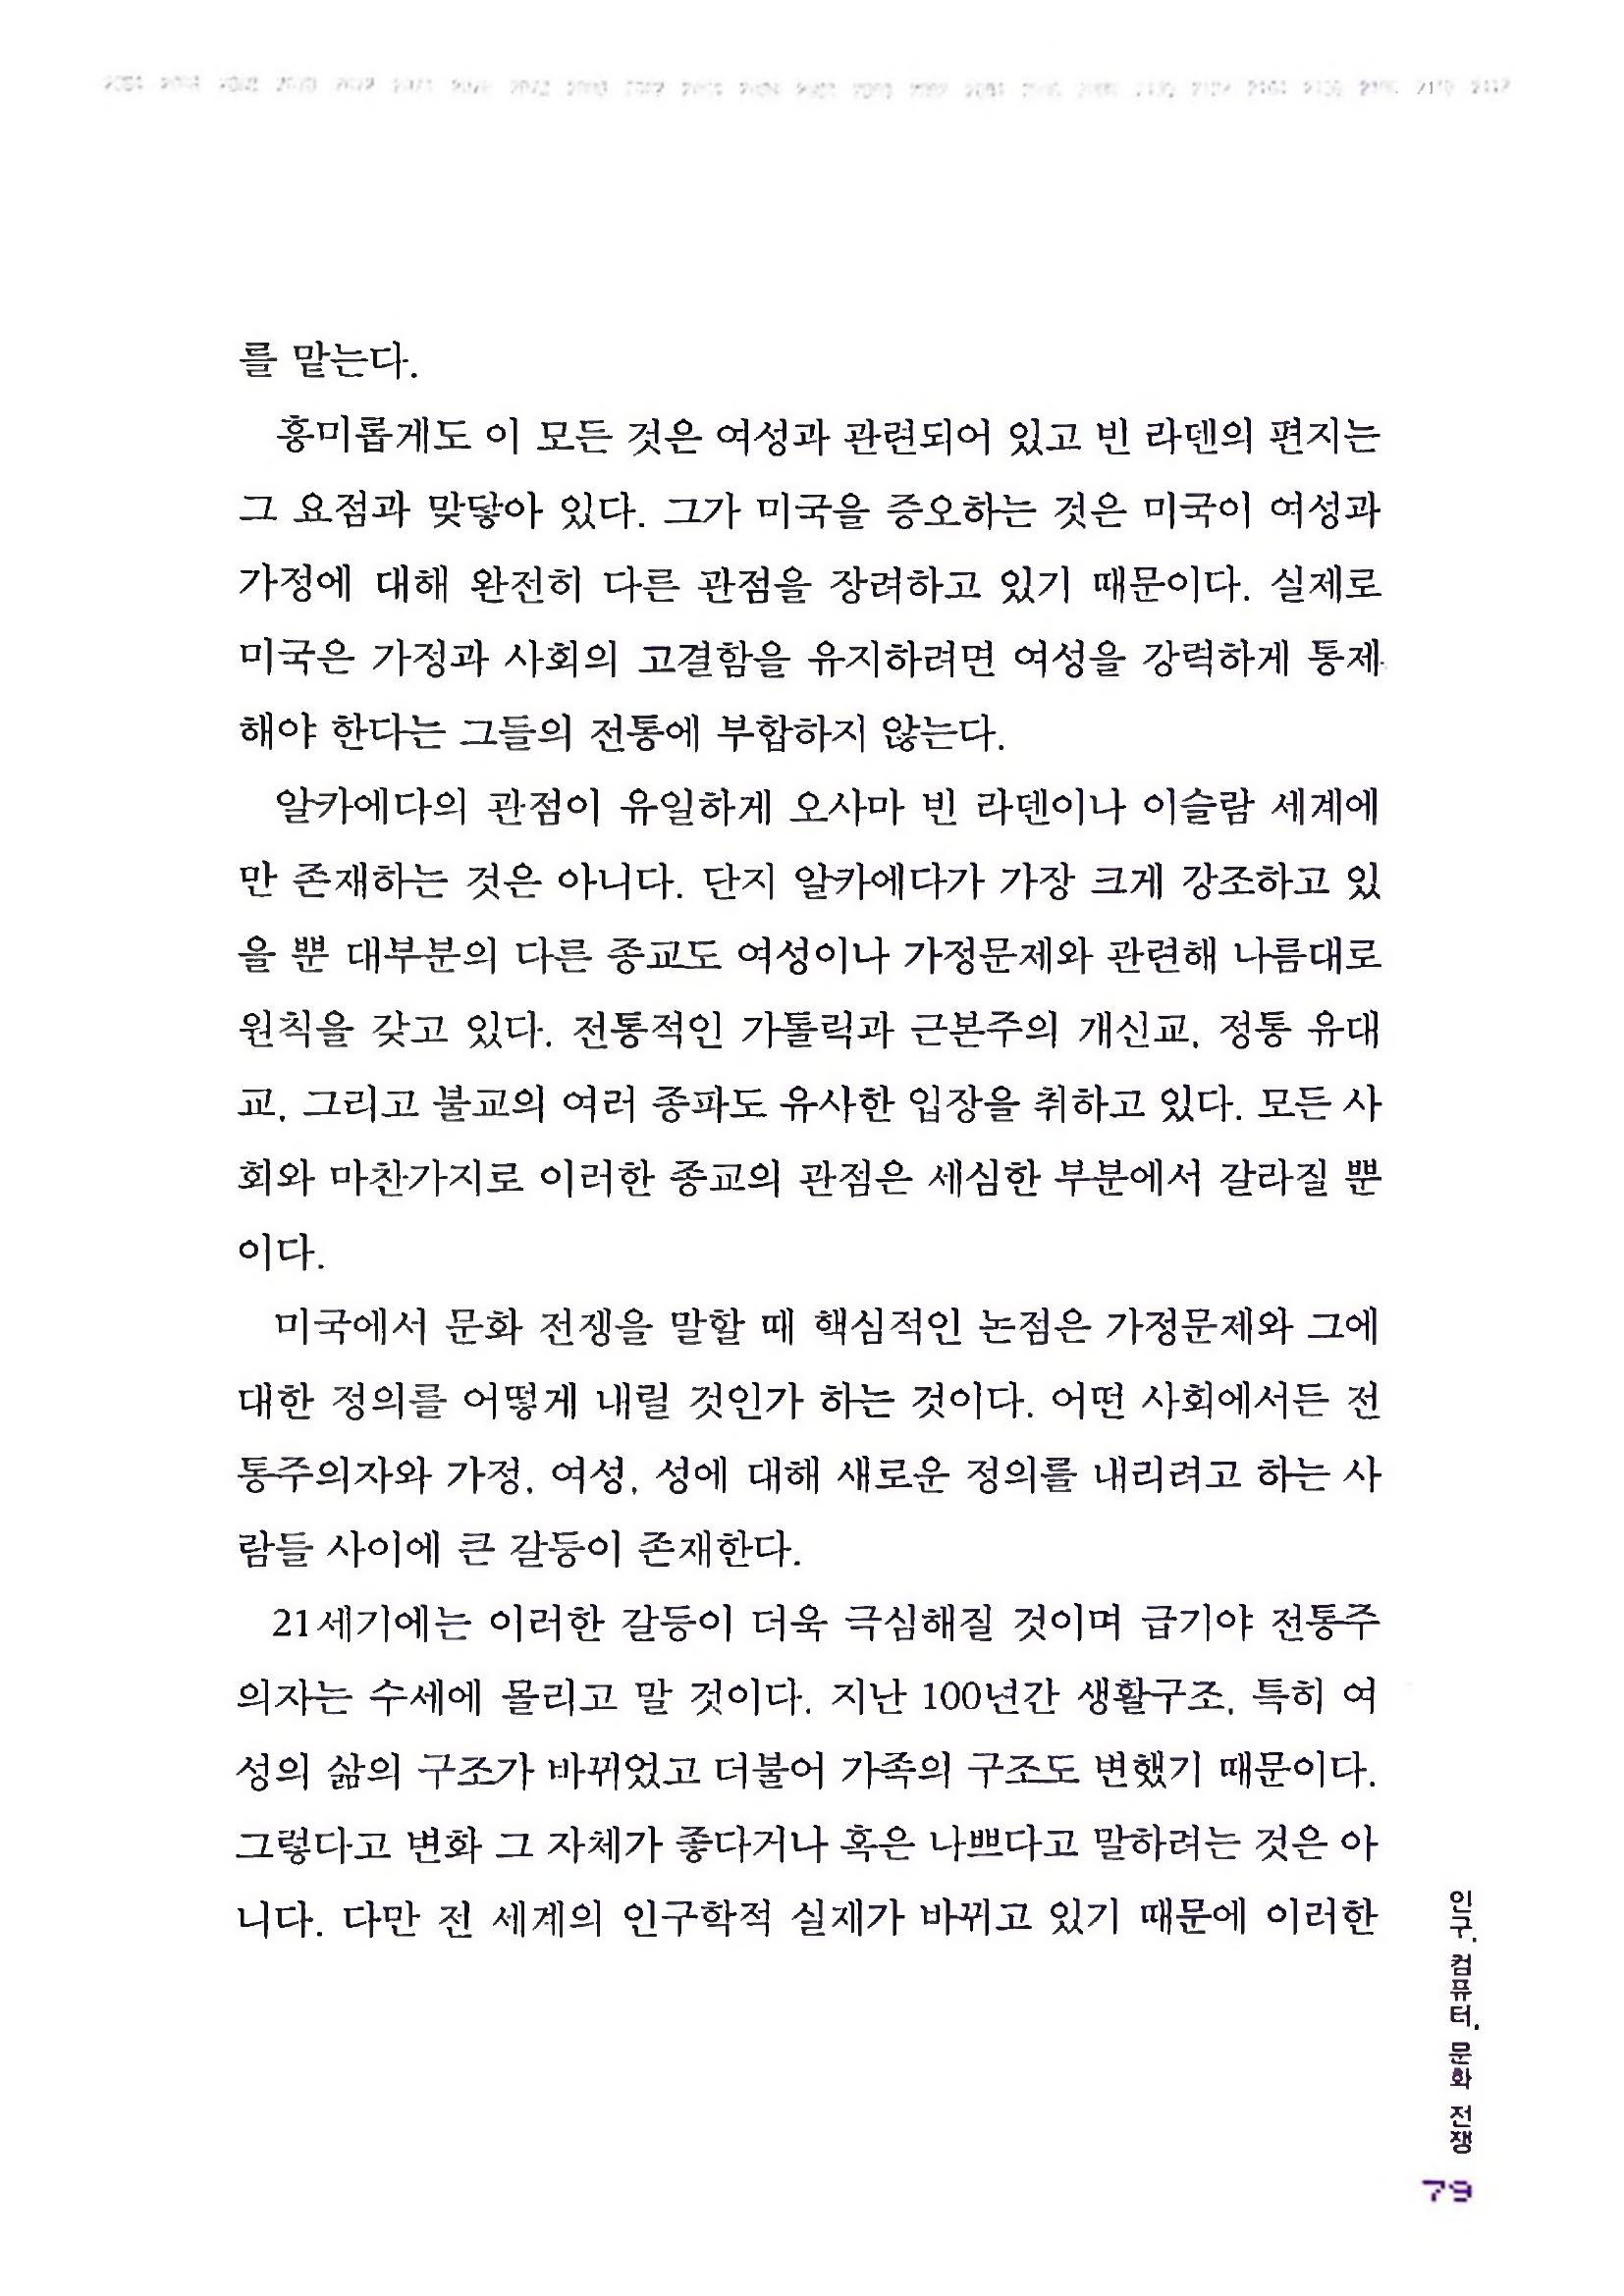 를 맡는다.
흥미롭게도 이 모든 것은 여성과 관련되어 있고 빈 라덴의 편지는
그 요점과 맞닿아 있다. 그가 미국을 증오하는 것은 미국이 여성과
가정에 대해 완전히 다른 관점을 장려하고 있기 때문이다. 실제로
미국은 가정과 사회의 고결함을 유지하려면 여성을 강력하게 통제
해야 한다는 그들의 전통에 부합하지 않는다.
알카에다의 관점이 유일하게 오사마 빈 라덴이나 이슬람 세계에
만 존재하는 것은 아니다. 단지 알카에다가 가장 크게 강조하고 있
을 뿐 대부분의 다른 종교도 여성이나 가정문제와 관련해 나름대로
원칙을 갖고 있다. 전통적인 가톨릭과 근본주의 개신교, 정통 유대
교, 그리고 불교의 여러 종파도 유사한 입장을 취하고 있다. 모든 사
회와 마찬가지로 이러한 종교의 관점은 세심한 부분에서 갈라질 뿐
이다.
미국에서 문화 전쟁을 말할 때 핵심적인 논점은 가정문제와 그에
대한 정의를 어떻게 내릴 것인가 하는 것이다. 어떤 사회에서든 전
통주의자와 가정, 여성, 성에 대해 새로운 정의를 내리려고 하는 사
람들 사이에 큰 갈등이 존재한다.
21세기에는 이러한 갈등이 더욱 극심해질 것이며 급기야 전통주
의자는 수세에 몰리고 말 것이다. 지난 100년간 생활구조, 특히 여
성의 삶의 구조가 바뀌었고 더불어 가족의 구조도 변했기 때문이다.
그렇다고 변화 그 자체가 좋다거나 혹은 나쁘다고 말하려는 것은 아
니다. 다만 전 세계의 인구학적 실재가 바뀌고 있기 때문에 이러한
인구, 컴퓨터, 문화 전쟁
79